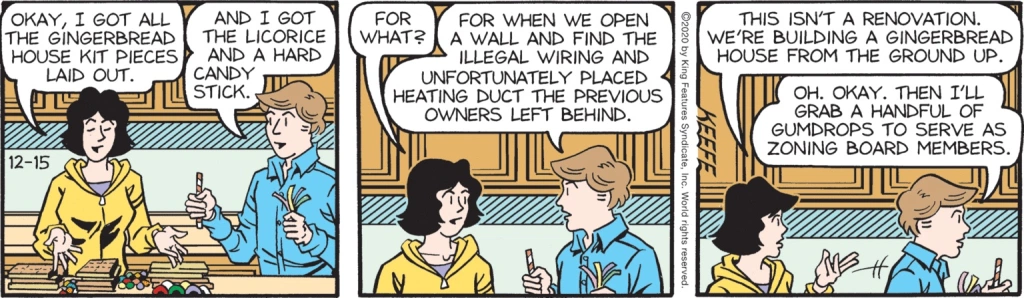 OKAY, I GOT ALL
THE GINGERBREAD
HOUSE KIT PIECES
LAID OUT.
AND I GOT
THE LICORICE
AND A HARD
CANDY
STICK.
12-15
FOR
WHAT?
FOR WHEN WE OPEN
A WALL AND FIND THE
ILLEGAL WIRING AND
UNFORTUNATELY PLACED
HEATING DUCT THE PREVIOUS
OWNERS LEFT BEHIND.
©2020 by King Features Syndicate, Inc. World rights reserved.
THIS ISN'T A RENOVATION.
WE'RE BUILDING A GINGERBREAD
HOUSE FROM THE GROUND UP.
OH. OKAY. THEN I'LL
GRAB A HANDFUL OF
GUMDROPS TO SERVE AS
ZONING BOARD MEMBERS.